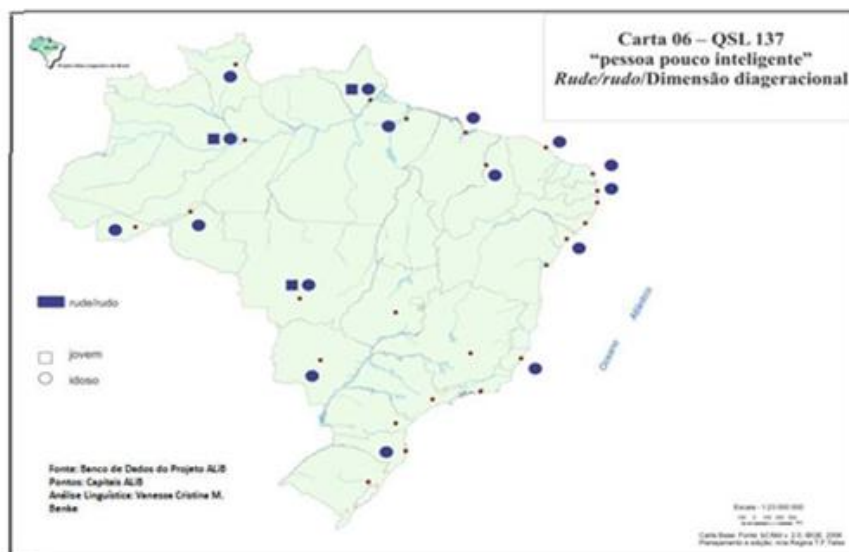 Carta 06 – QSL 137
“pessoa pouco inteligente”
Rude/rudo/Dimensão diageracional
rude/rudo
jovem
idoso
Oceano Atlântico
Fonte: Banco de Dados do Projeto ALiB
Pontos: Capitais ALiB
Análise Linguística: Vanessa Cristina M.
Benke